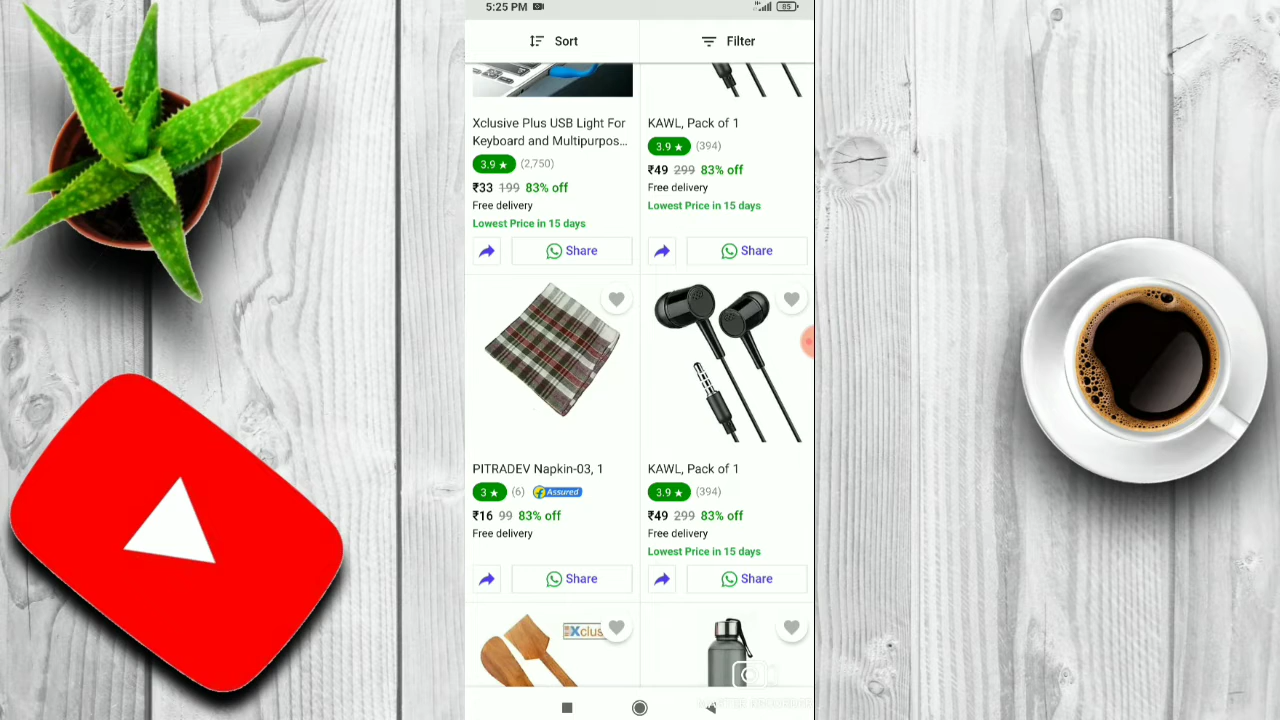 5:25 PM
85
Sort
Filter
Xclusive Plus USB Light For
Keyboard and Multipurpos...
3.9 ★ (2,750)
₹33 199 83% off
Free delivery
Lowest Price in 15 days
Share
KAWL, Pack of 1
3.9 ★ (394)
₹49 299 83% off
Free delivery
Lowest Price in 15 days
Share
PITRADEV Napkin-03, 1
3 ★ (6) Assured
₹16 99 83% off
Free delivery
Share
KAWL, Pack of 1
3.9 ★ (394)
₹49 299 83% off
Free delivery
Lowest Price in 15 days
Share
Xclus